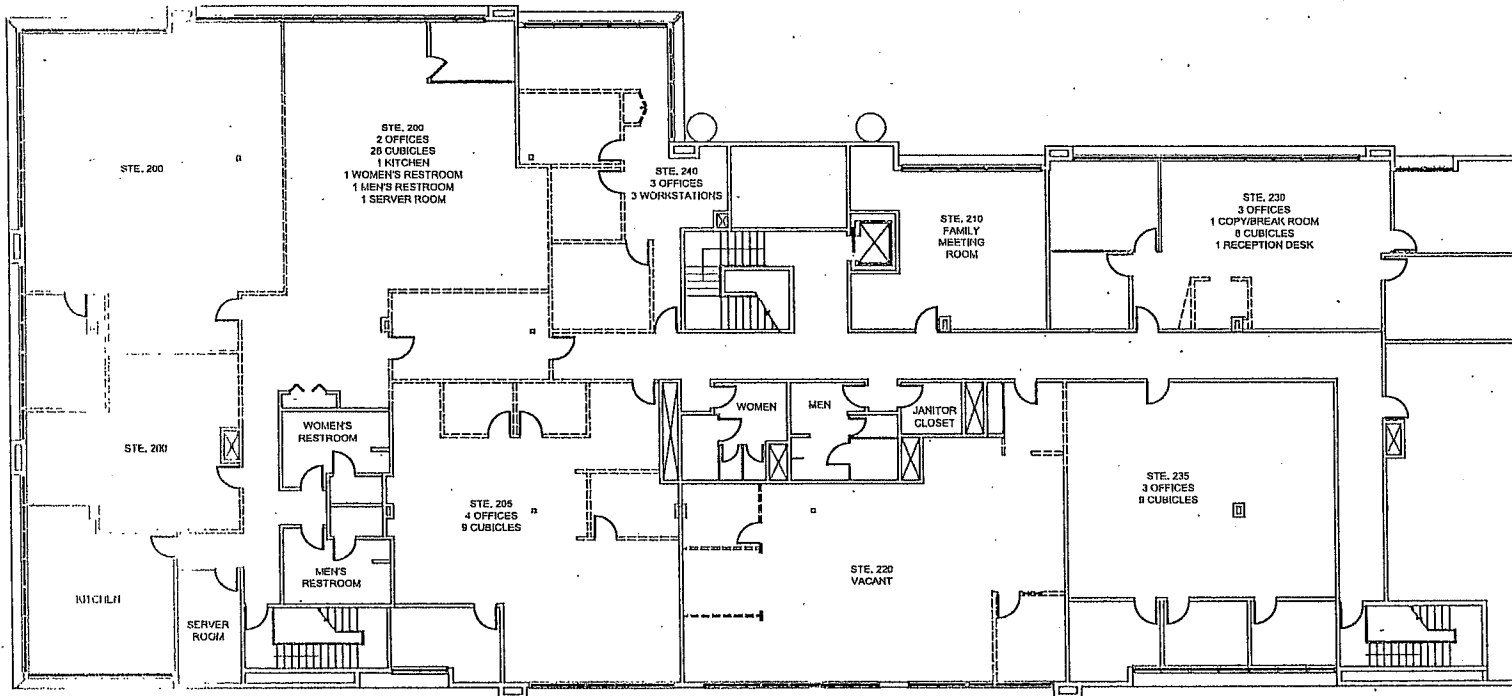 STE. 200
STE. 200
2 OFFICES
28 CUBICLES
1 KITCHEN
1 WOMEN'S RESTROOM
1 MEN'S RESTROOM
1 SERVER ROOM
STE. 240
3 OFFICES
3 WORKSTATIONS
STE. 210
FAMILY
MEETING
ROOM
STE. 230
3 OFFICES
1 COPY/BREAK ROOM
8 CUBICLES
1 RECEPTION DESK
STE. 200
WOMEN'S
RESTROOM
WOMEN
MEN
JANITOR
CLOSET
STE. 205
4 OFFICES
9 CUBICLES
STE. 235
3 OFFICES
CUBICLES
MEN'S
RESTROOM
STE. 220
VACANT
KITCHEN
SERVER
ROOM